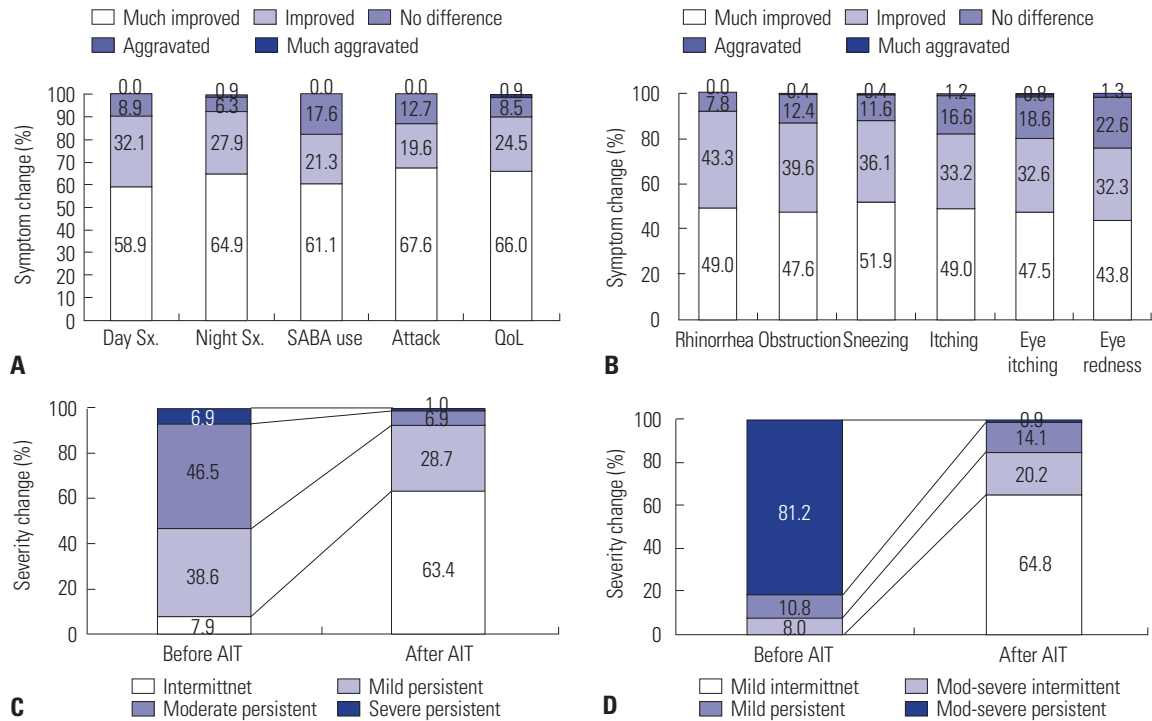 Much improved Improved No difference
Aggravated Much aggravated
Symptom change (%)
100
90
80
70
60
50
40
30
20
10
0
0.0 0.9 0.0 0.0 0.9
8.9 6.3 17.6 12.7 8.5
32.1 27.9 21.3 19.6 24.5
58.9 64.9 61.1 67.6 66.0
Day Sx. Night Sx. SABA use Attack QoL
A
Much improved Improved No difference
Aggravated Much aggravated
Symptom change (%)
100
80
60
40
20
0
0.0 0.4 0.4 1.2 0.8 1.3
7.8 12.4 11.6 16.6 18.6 22.6
43.3 39.6 36.1 33.2 32.6 32.3
49.0 47.6 51.9 49.0 47.5 43.8
Rhinorrhea Obstruction Sneezing Itching Eye itching Eye redness
B
Severity change (%)
100
80
60
40
20
0
6.9 1.0
46.5 6.9
38.6 28.7
7.9 63.4
Before AIT After AIT
Intermittnet Mild persistent
Moderate persistent Severe persistent
C
Severity change (%)
100
80
60
40
20
0
81.2 0.9
10.8 14.1
8.0 20.2
64.8
Before AIT After AIT
Mild intermittnet Mod-severe intermittent
Mild persistent Mod-severe persistent
D